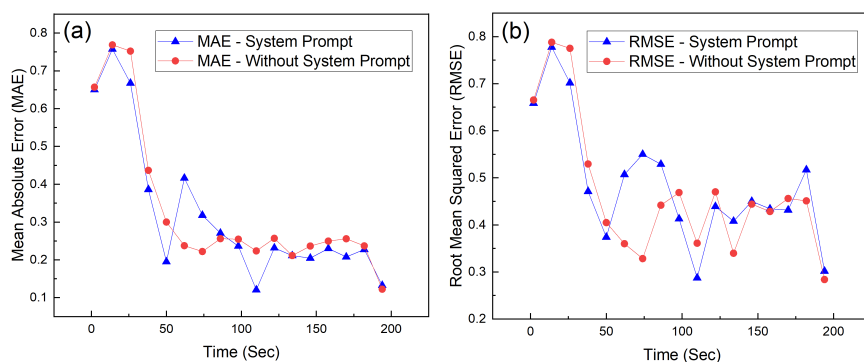 (a)
MAE - System Prompt
MAE - Without System Prompt
Mean Absolute Error (MAE)
0.8
0.7
0.6
0.5
0.4
0.3
0.2
0.1
0
50
100
150
200
Time (Sec)
(b)
RMSE - System Prompt
RMSE - Without System Prompt
Root Mean Squared Error (RMSE)
0.8
0.7
0.6
0.5
0.4
0.3
0.2
0
50
100
150
200
Time (Sec)